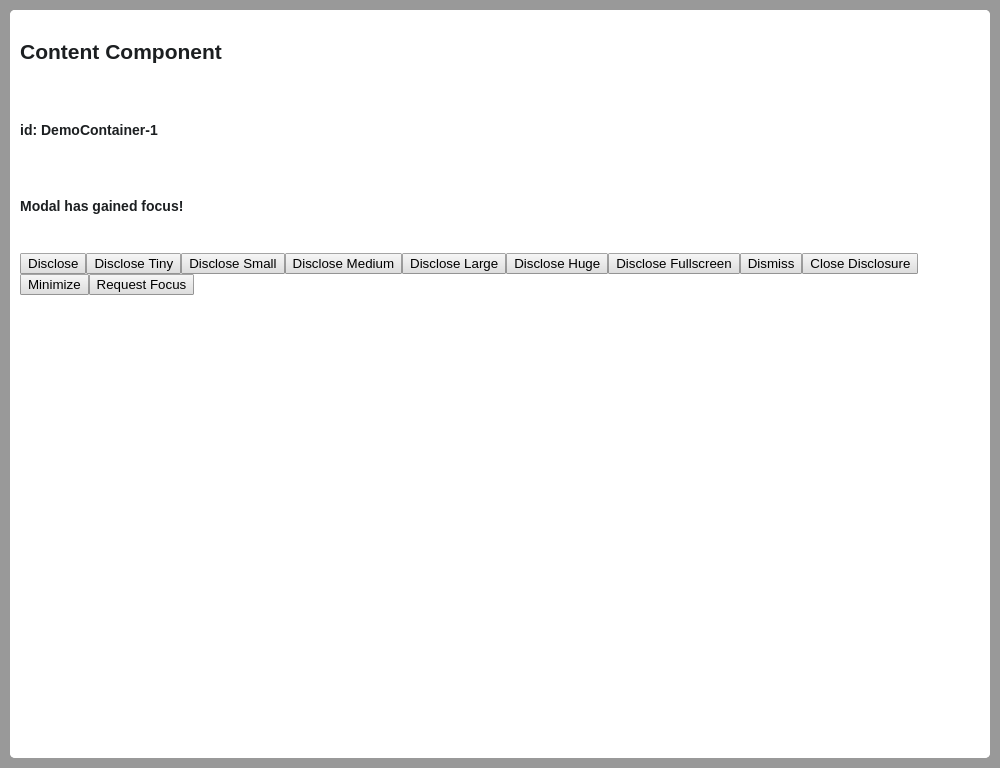 Content Component
id: DemoContainer-1
Modal has gained focus!
Disclose Disclose Tiny Disclose Small Disclose Medium Disclose Large Disclose Huge Disclose Fullscreen Dismiss Close Disclosure
Minimize Request Focus